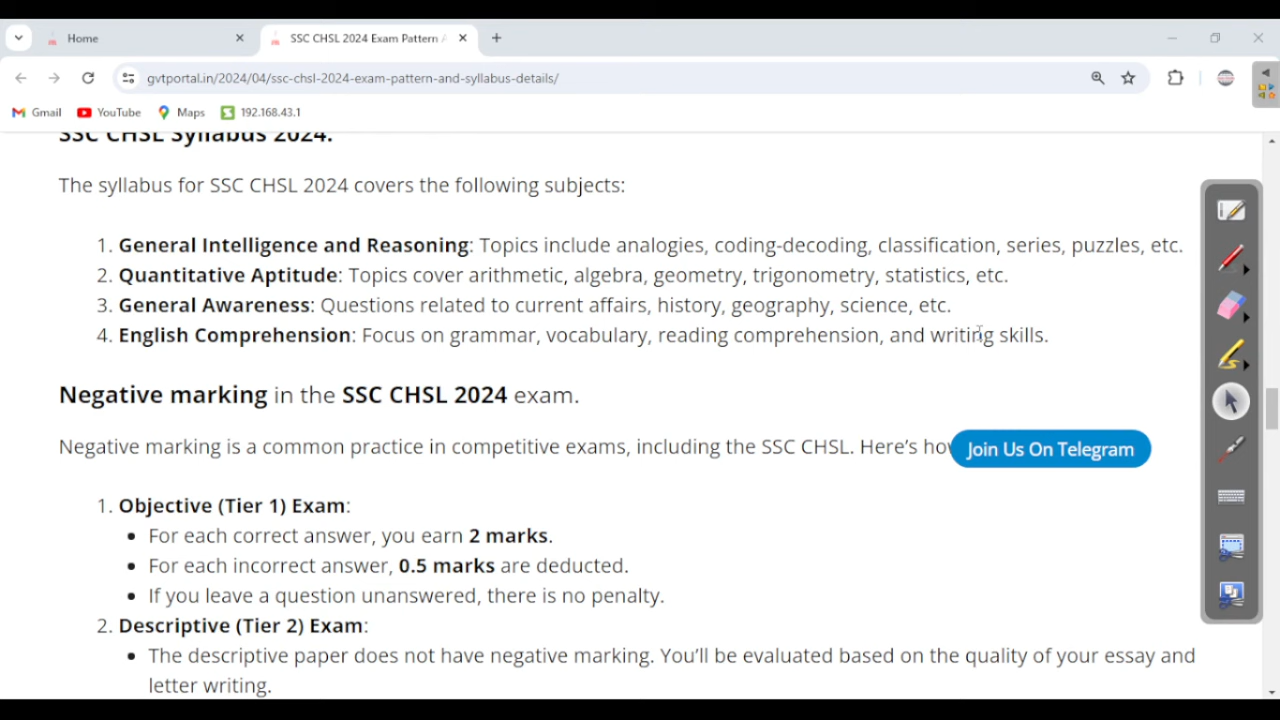 Home
SSC CHSL 2024 Exam Pattern A
gvtportal.in/2024/04/ssc-chsl-2024-exam-pattern-and-syllabus-details/
Gmail
YouTube
Maps
192.168.43.1
SSC CHSL Syllabus 2024.
The syllabus for SSC CHSL 2024 covers the following subjects:
1. General Intelligence and Reasoning: Topics include analogies, coding-decoding, classification, series, puzzles, etc.
2. Quantitative Aptitude: Topics cover arithmetic, algebra, geometry, trigonometry, statistics, etc.
3. General Awareness: Questions related to current affairs, history, geography, science, etc.
4. English Comprehension: Focus on grammar, vocabulary, reading comprehension, and writing skills.
Negative marking in the SSC CHSL 2024 exam.
Negative marking is a common practice in competitive exams, including the SSC CHSL. Here's how
Join Us On Telegram
1. Objective (Tier 1) Exam:
• For each correct answer, you earn 2 marks.
• For each incorrect answer, 0.5 marks are deducted.
• If you leave a question unanswered, there is no penalty.
2. Descriptive (Tier 2) Exam:
• The descriptive paper does not have negative marking. You'll be evaluated based on the quality of your essay and
letter writing.